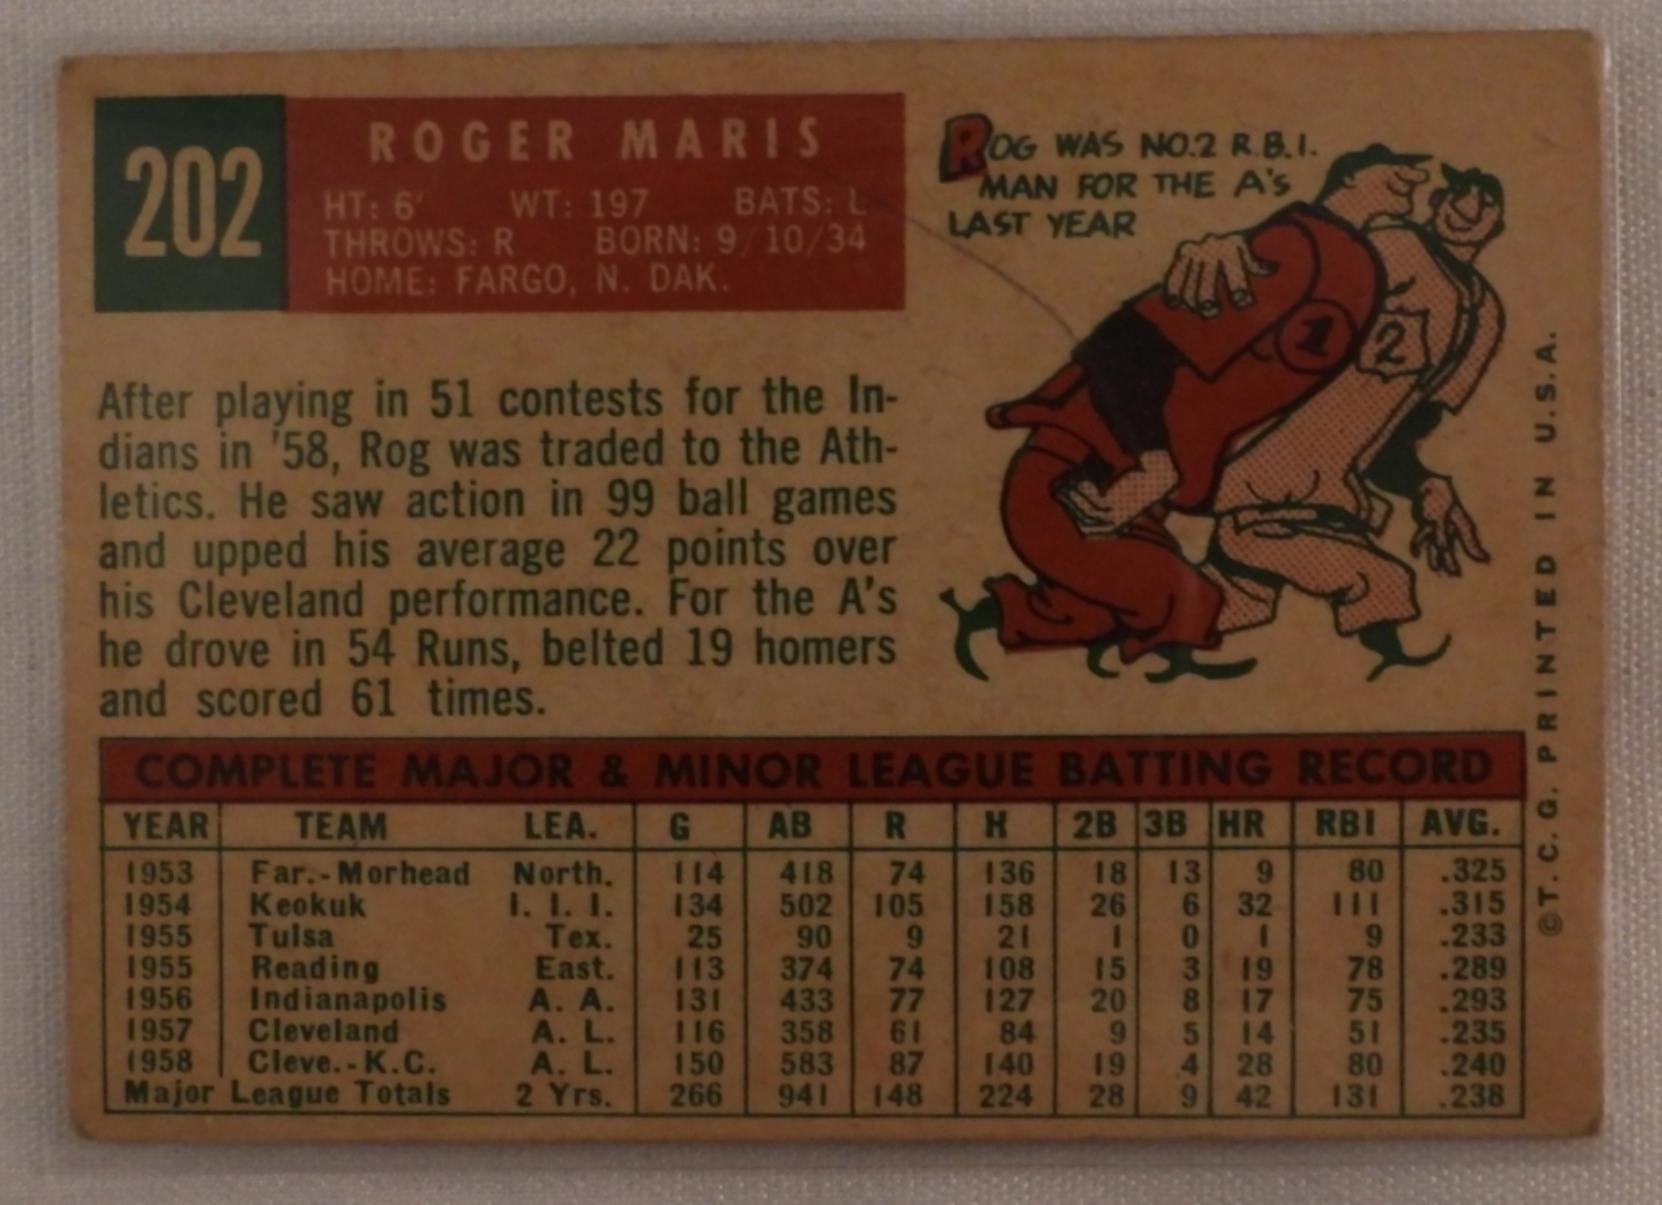 202
ROGER MARIS
HT: 6' WT: 197 BATS: L
THROWS: R BORN: 9/10/34
HOME: FARGO, N. DAK.
ROG WAS NO.2 R.B.I.
MAN FOR THE A's
LAST YEAR
1
2
After playing in 51 contests for the In-
dians in '58, Rog was traded to the Ath-
letics. He saw action in 99 ball games
and upped his average 22 points over
his Cleveland performance. For the A's
he drove in 54 Runs, belted 19 homers
and scored 61 times.
COMPLETE MAJOR & MINOR LEAGUE BATTING RECORD
YEAR TEAM LEA. G AB R H 2B 3B HR RBI AVG.
1953 Far.-Morhead North. 114 418 74 136 18 13 9 80 .325
1954 Keokuk I. I. I. 134 502 105 158 26 6 32 111 .315
1955 Tulsa Tex. 25 90 9 21 1 0 1 9 .233
1955 Reading East. 113 374 74 108 15 3 19 78 .289
1956 Indianapolis A. A. 131 433 77 127 20 8 17 75 .293
1957 Cleveland A. L. 116 358 61 84 9 5 14 51 .235
1958 Cleve.-K.C. A. L. 150 583 87 140 19 4 28 80 .240
Major League Totals 2 Yrs. 266 941 148 224 28 9 42 131 .238
©T. C. G. PRINTED IN U.S.A.